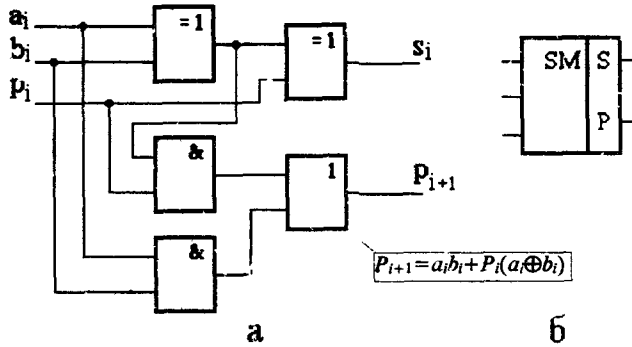 aᵢ
=1
=1
bᵢ
sᵢ
SM
S
pᵢ
P
&
1
pᵢ₊₁
&
Pᵢ₊₁=aᵢbᵢ+Pᵢ(aᵢ⊕bᵢ)
а
б